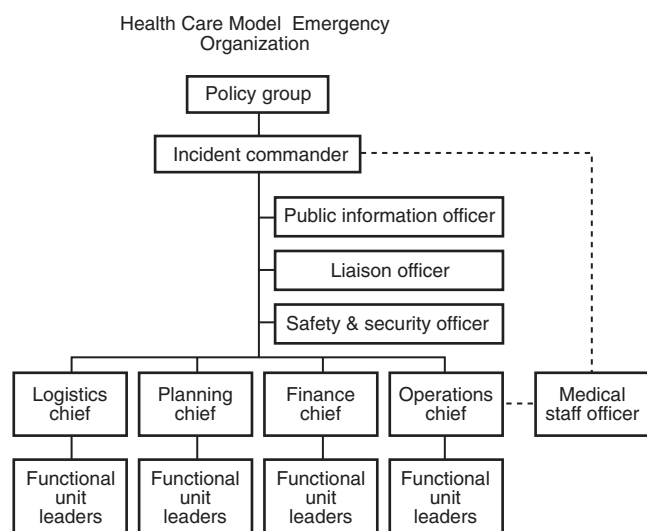 Health Care Model Emergency
Organization
Policy group
Incident commander
Public information officer
Liaison officer
Safety & security officer
Logistics
chief
Planning
chief
Finance
chief
Operations
chief
Medical
staff officer
Functional
unit
leaders
Functional
unit
leaders
Functional
unit
leaders
Functional
unit
leaders